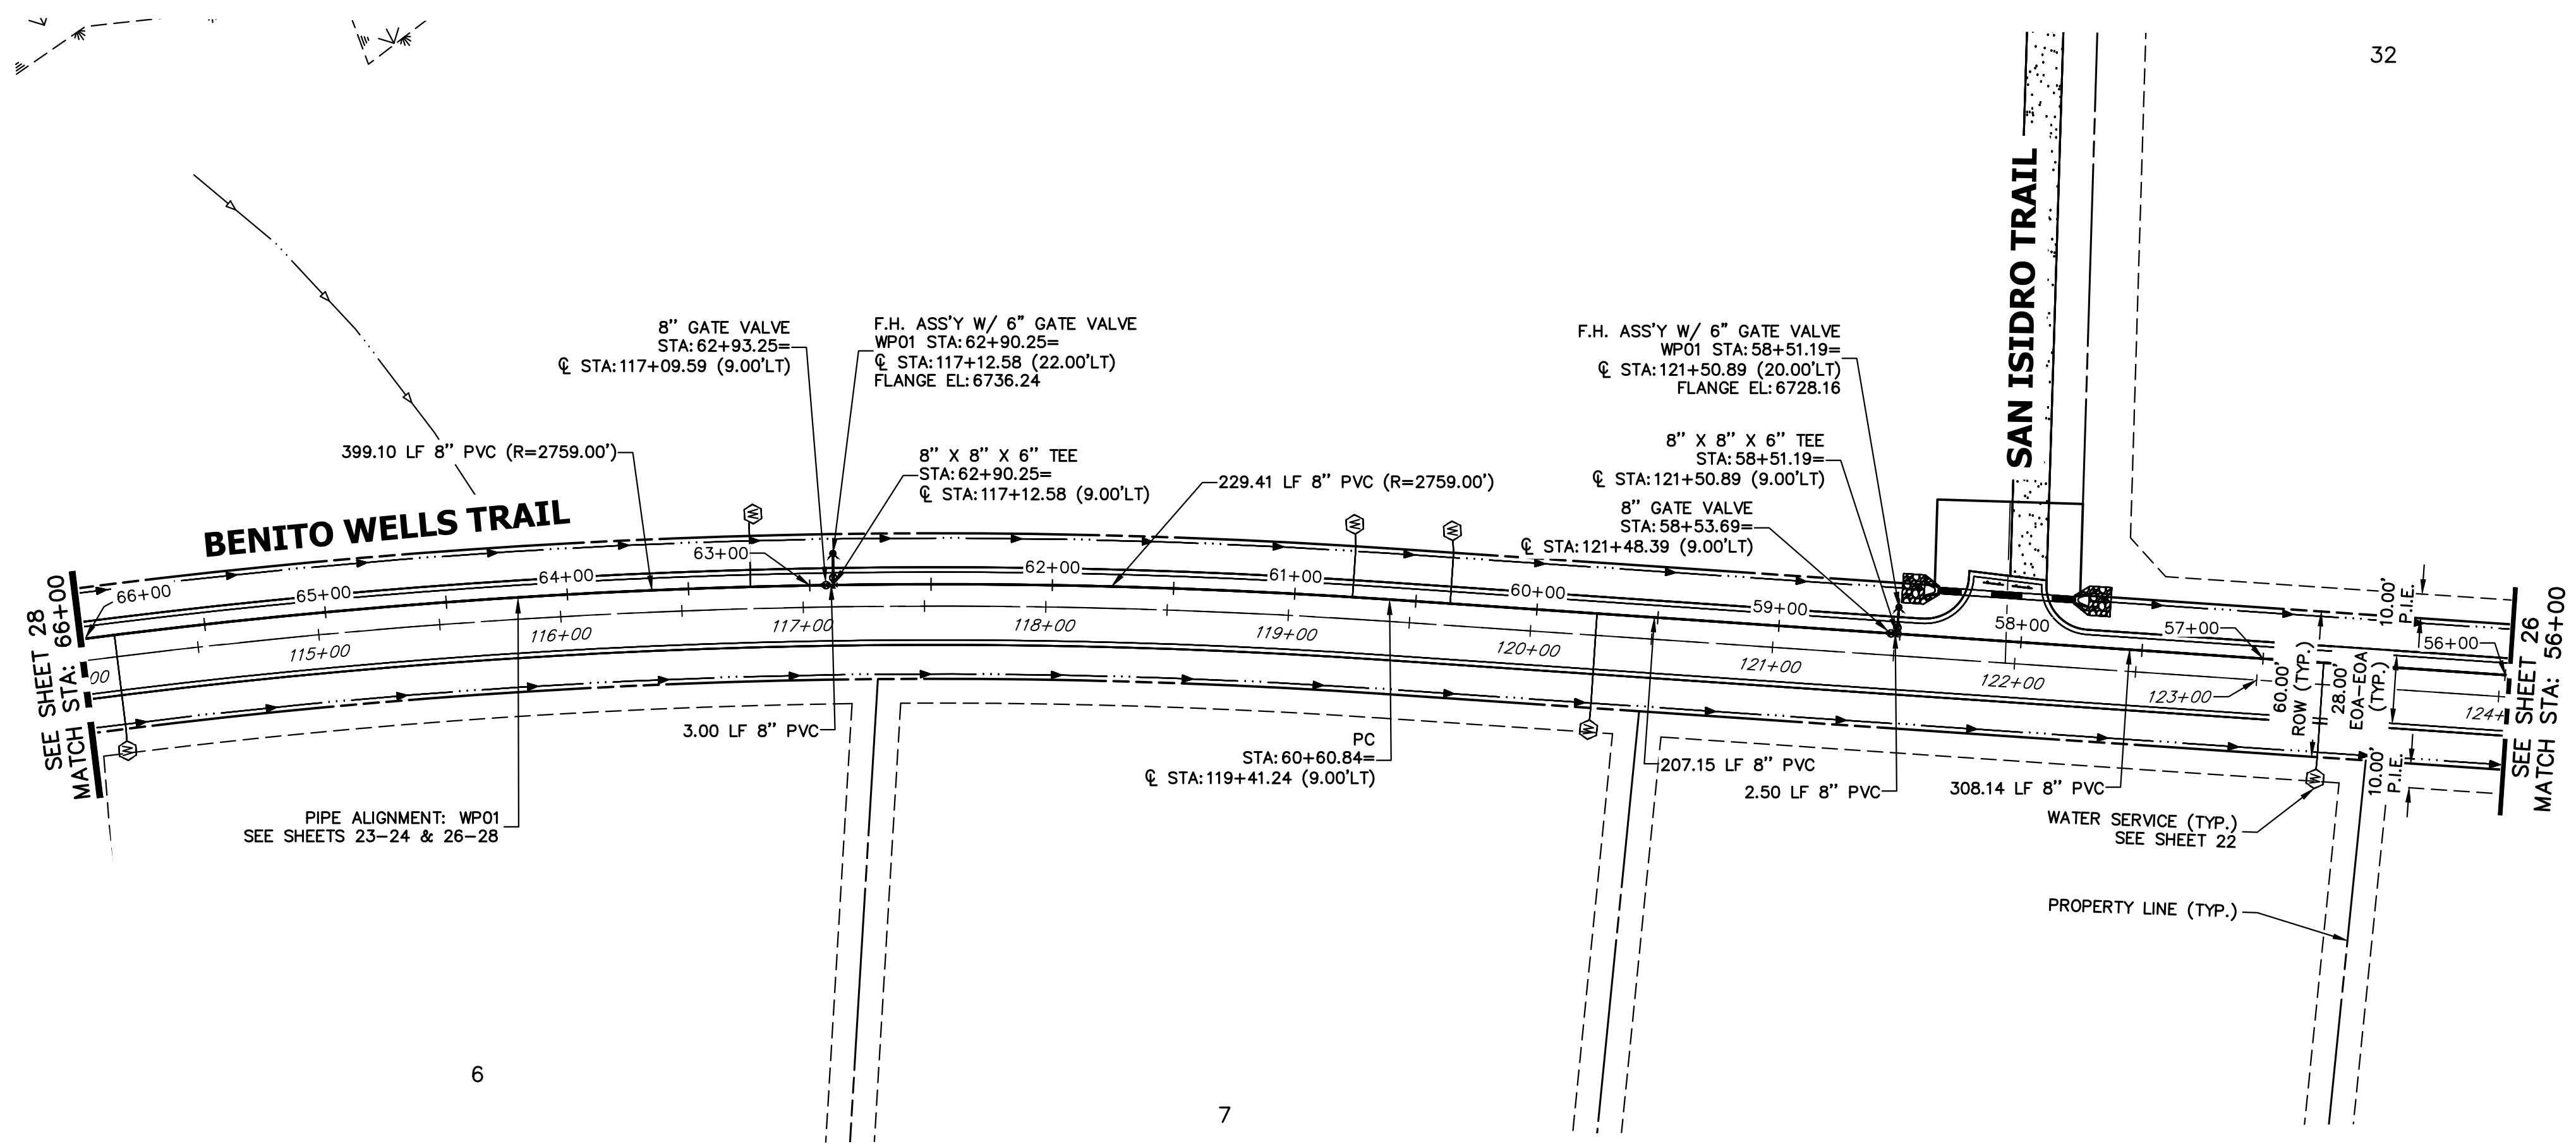 32
SAN ISIDRO TRAIL
8" GATE VALVE
STA:62+93.25=
℄ STA:117+09.59 (9.00'LT)
F.H. ASS'Y W/ 6" GATE VALVE
WP01 STA:62+90.25=
℄ STA:117+12.58 (22.00'LT)
FLANGE EL:6736.24
F.H. ASS'Y W/ 6" GATE VALVE
WP01 STA:58+51.19=
℄ STA:121+50.89 (20.00'LT)
FLANGE EL:6728.16
399.10 LF 8" PVC (R=2759.00')
8" X 8" X 6" TEE
STA:62+90.25=
℄ STA:117+12.58 (9.00'LT)
229.41 LF 8" PVC (R=2759.00')
8" X 8" X 6" TEE
STA:58+51.19=
℄ STA:121+50.89 (9.00'LT)
8" GATE VALVE
STA:58+53.69=
℄ STA:121+48.39 (9.00'LT)
BENITO WELLS TRAIL
SEE SHEET 28
MATCH STA: 66+00
66+00
65+00
64+00
63+00
62+00
61+00
60+00
59+00
58+00
57+00
56+00
00
115+00
116+00
117+00
118+00
119+00
120+00
121+00
122+00
123+00
124+
W
W
W
W
W
W
10.00'
P.I.E.
60.00'
ROW (TYP.)
28.00'
EOA-EOA
(TYP.)
10.00'
P.I.E.
SEE SHEET 26
MATCH STA: 56+00
3.00 LF 8" PVC
PC
STA:60+60.84=
℄ STA:119+41.24 (9.00'LT)
207.15 LF 8" PVC
2.50 LF 8" PVC
308.14 LF 8" PVC
PIPE ALIGNMENT: WP01
SEE SHEETS 23-24 & 26-28
WATER SERVICE (TYP.)
SEE SHEET 22
PROPERTY LINE (TYP.)
6
7